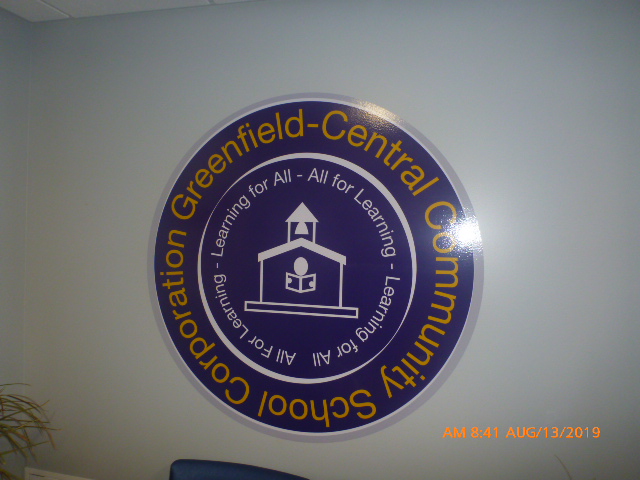 Greenfield-Central Community School Corporation
Learning for All - All for Learning - Learning for All All For Learning -
AM 8:41 AUG/13/2019